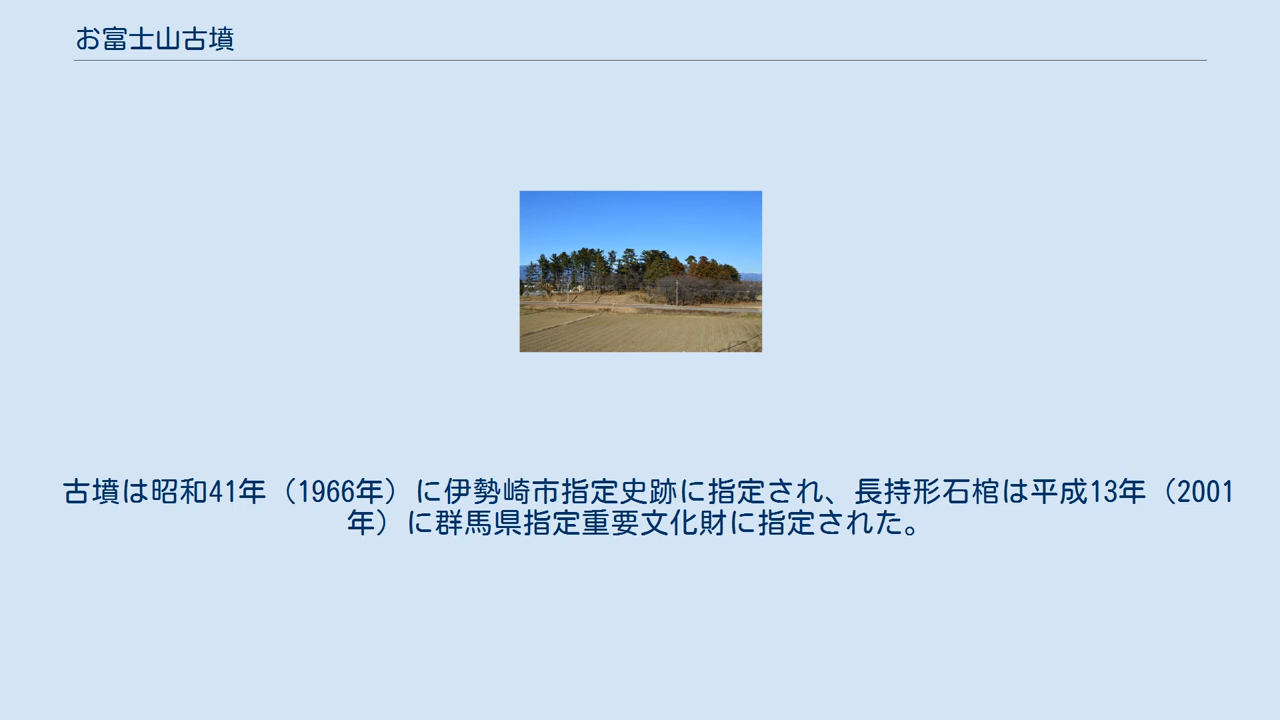 お富士山古墳
古墳は昭和41年（1966年）に伊勢崎市指定史跡に指定され、長持形石棺は平成13年（2001
年）に群馬県指定重要文化財に指定された。